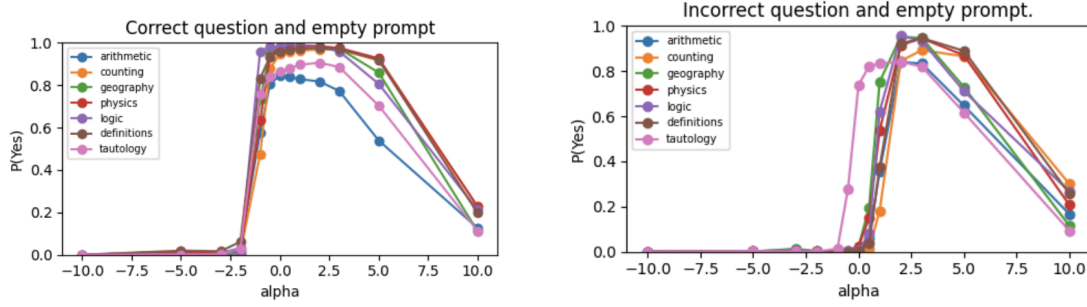 Correct question and empty prompt
1.0
0.8
0.6
0.4
0.2
0.0
P(Yes)
arithmetic
counting
geography
physics
logic
definitions
tautology
−10.0 −7.5 −5.0 −2.5 0.0 2.5 5.0 7.5 10.0
alpha
Incorrect question and empty prompt.
1.0
0.8
0.6
0.4
0.2
0.0
P(Yes)
arithmetic
counting
geography
physics
logic
definitions
tautology
−10.0 −7.5 −5.0 −2.5 0.0 2.5 5.0 7.5 10.0
alpha